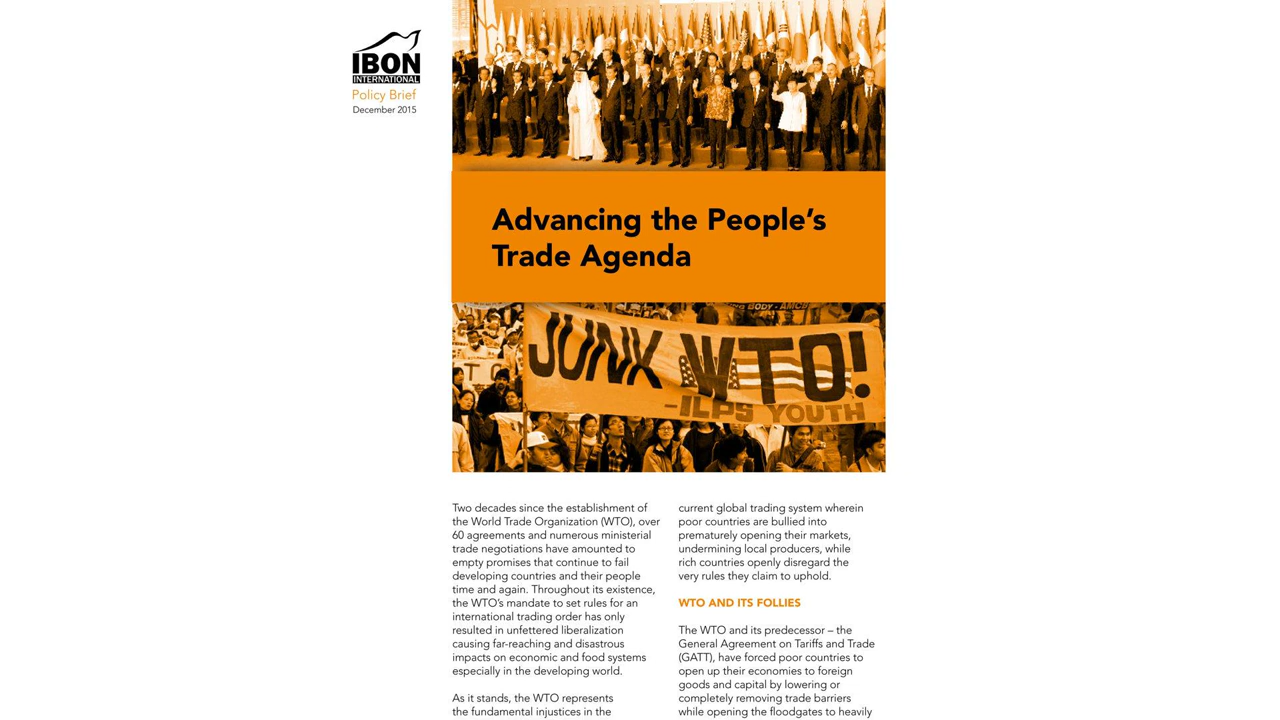 IBON
INTERNATIONAL
Policy Brief
December 2015
Advancing the People's
Trade Agenda
NG BODY - AMCB
T O
JUNK WTO!
-ILPS YOUTH
Two decades since the establishment of
the World Trade Organization (WTO), over
60 agreements and numerous ministerial
trade negotiations have amounted to
empty promises that continue to fail
developing countries and their people
time and again. Throughout its existence,
the WTO's mandate to set rules for an
international trading order has only
resulted in unfettered liberalization
causing far-reaching and disastrous
impacts on economic and food systems
especially in the developing world.
As it stands, the WTO represents
the fundamental injustices in the
current global trading system wherein
poor countries are bullied into
prematurely opening their markets,
undermining local producers, while
rich countries openly disregard the
very rules they claim to uphold.
WTO AND ITS FOLLIES
The WTO and its predecessor – the
General Agreement on Tariffs and Trade
(GATT), have forced poor countries to
open up their economies to foreign
goods and capital by lowering or
completely removing trade barriers
while opening the floodgates to heavily